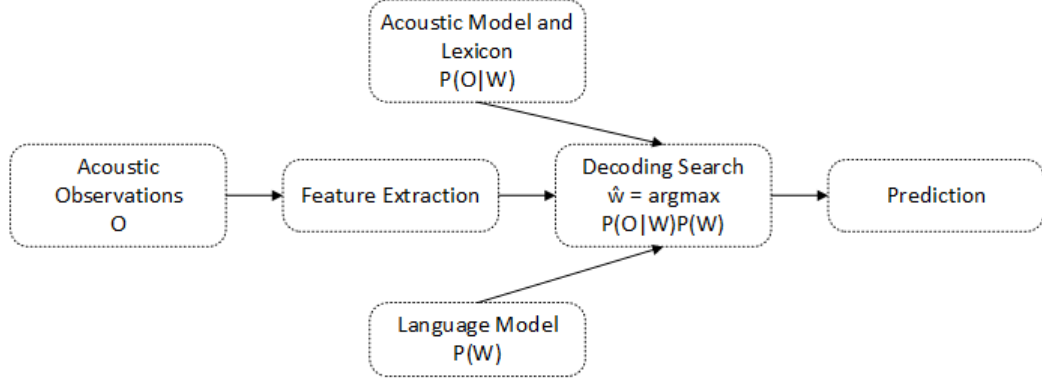 Acoustic Model and
Lexicon
P(O|W)
Acoustic
Observations
O
Feature Extraction
Decoding Search
ŵ = argmax
P(O|W)P(W)
Prediction
Language Model
P(W)